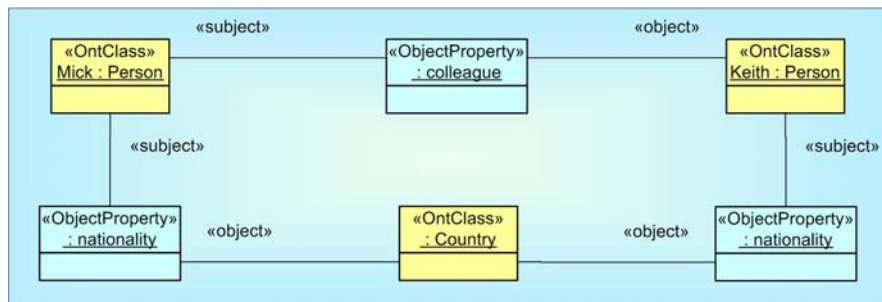 «subject»
«object»
«OntClass»
Mick : Person
«ObjectProperty»
: colleague
«OntClass»
Keith : Person
«subject»
«subject»
«ObjectProperty»
: nationality
«object»
«OntClass»
: Country
«object»
«ObjectProperty»
: nationality